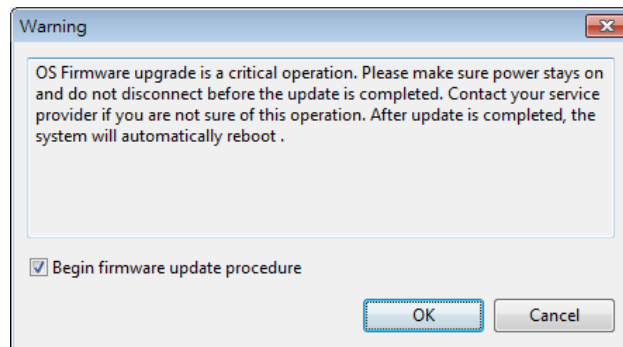 Warning
OS Firmware upgrade is a critical operation. Please make sure power stays on
and do not disconnect before the update is completed. Contact your service
provider if you are not sure of this operation. After update is completed, the
system will automatically reboot .
Begin firmware update procedure
OK
Cancel